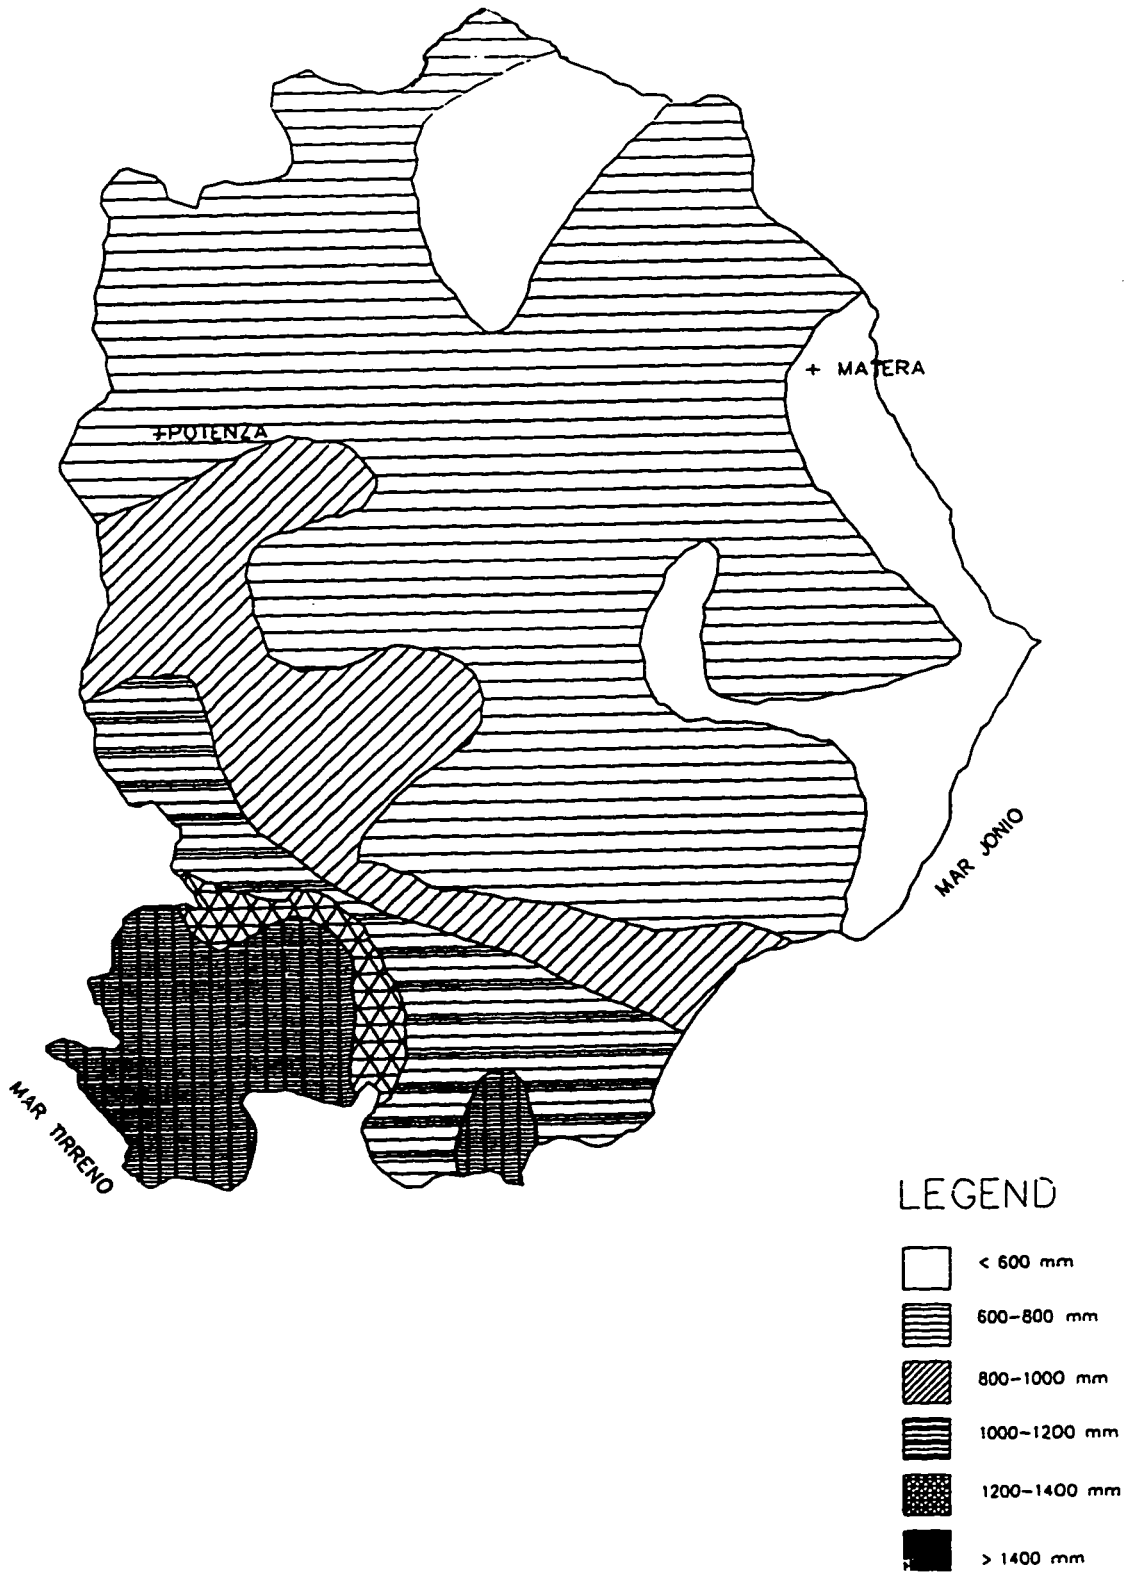 + MATERA
+POTENZA
MAR JONIO
MAR TIRRENO
LEGEND
< 600 mm
600-800 mm
800-1000 mm
1000-1200 mm
1200-1400 mm
> 1400 mm